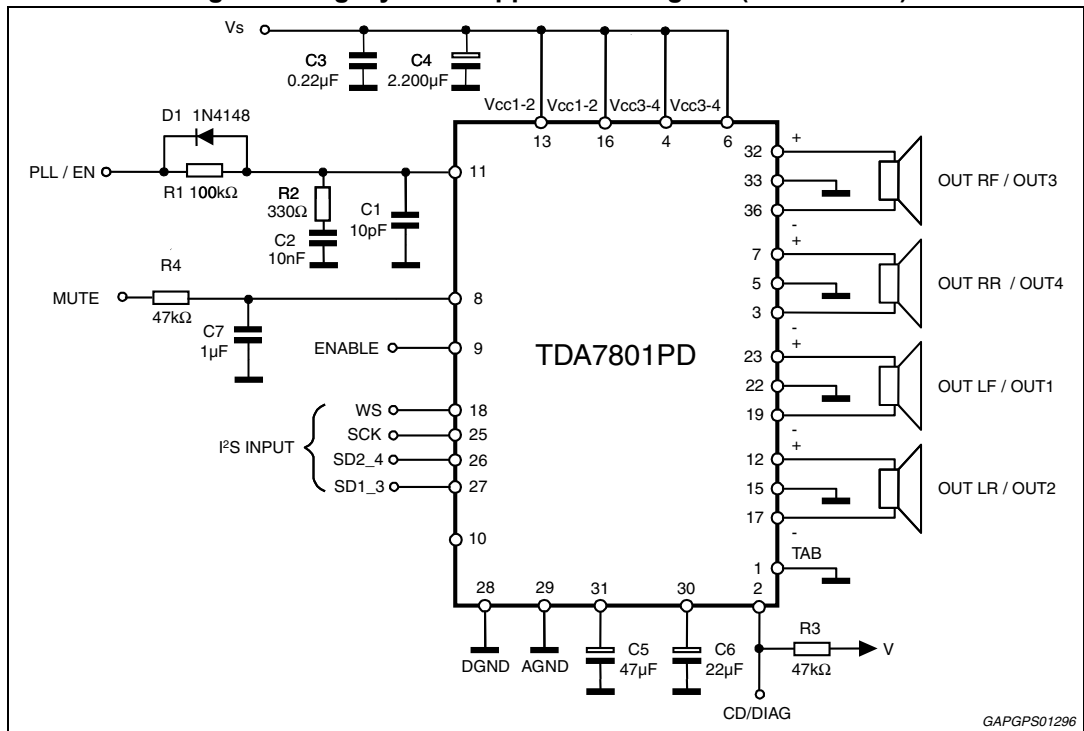 Vs
C3
0.22µF
C4
2.200µF
Vcc1-2 Vcc1-2 Vcc3-4 Vcc3-4
13 16 4 6
D1 1N4148
PLL / EN
R1 100kΩ
11
R2
330Ω
C2
10nF
C1
10pF
R4
MUTE
47kΩ
8
C7
1µF
ENABLE
9
TDA7801PD
I²S INPUT
WS
18
SCK
25
SD2_4
26
SD1_3
27
10
32
+
33
36
-
OUT RF / OUT3
7
+
5
3
-
OUT RR / OUT4
23
+
22
19
-
OUT LF / OUT1
12
+
15
17
-
OUT LR / OUT2
TAB
1
28 29 31 30 2
DGND AGND
C5
47µF
C6
22µF
R3
47kΩ
V
CD/DIAG
GAPGPS01296